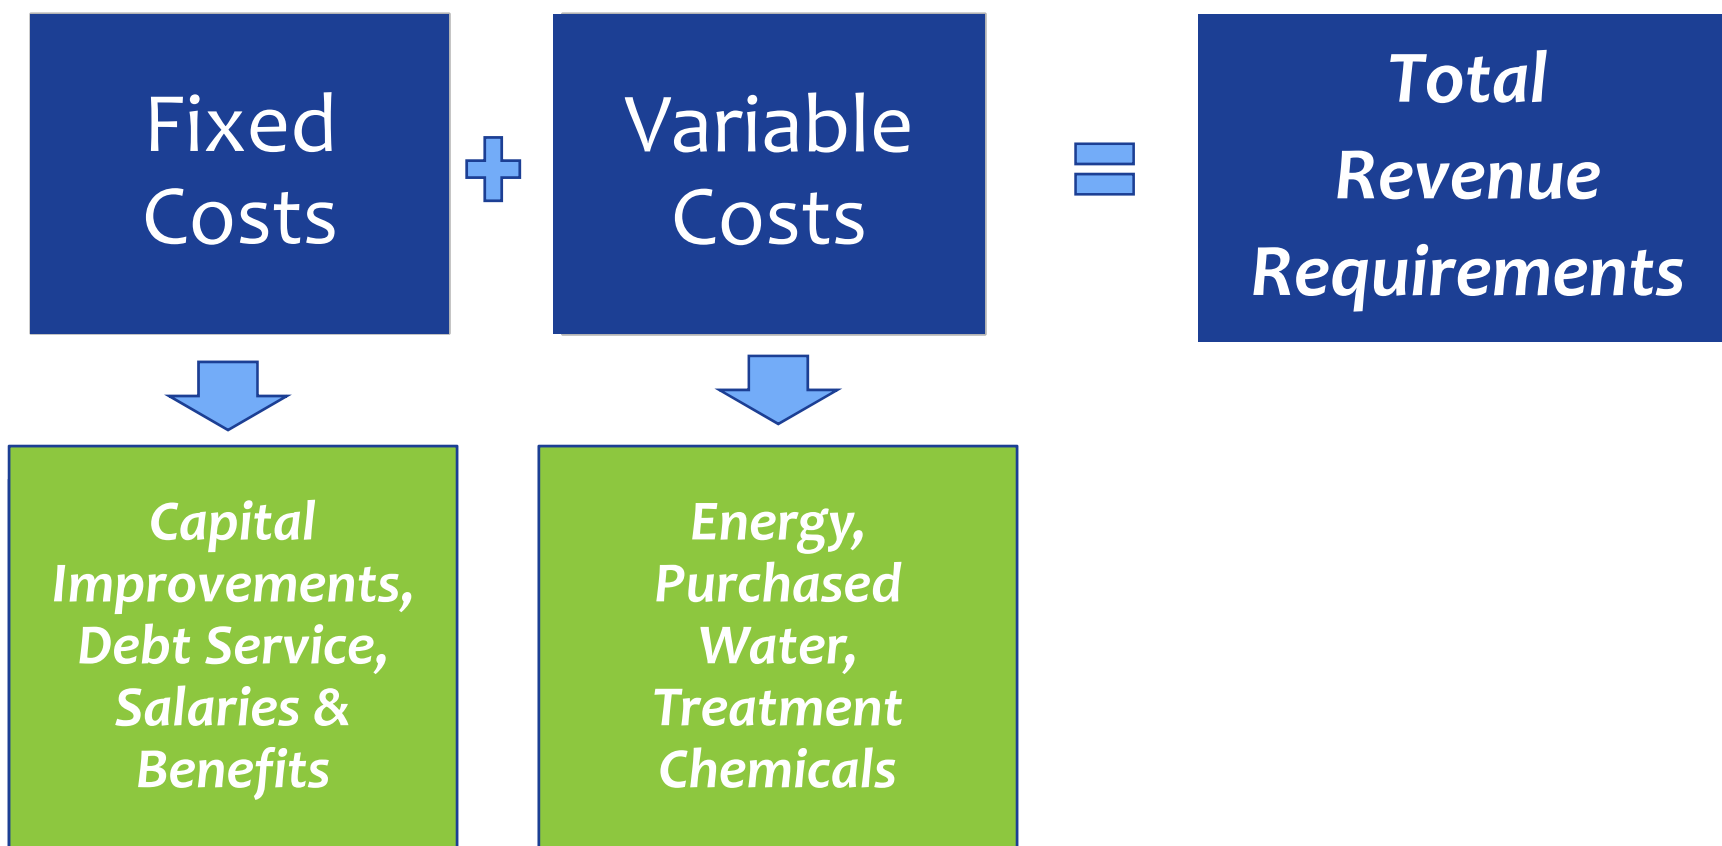 Fixed
Costs
Variable
Costs
Total
Revenue
Requirements
Capital
Improvements,
Debt Service,
Salaries &
Benefits
Energy,
Purchased
Water,
Treatment
Chemicals